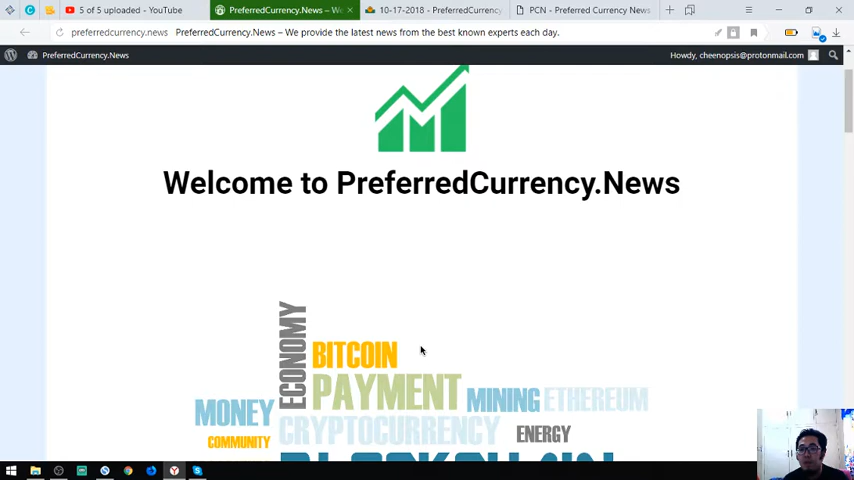 5 of 5 uploaded - YouTube
PreferredCurrency.News – We
10-17-2018 - PreferredCurrency
PCN - Preferred Currency News
preferredcurrency.news PreferredCurrency.News – We provide the latest news from the best known experts each day.
PreferredCurrency.News
Howdy, cheenopsis@protonmail.com
Welcome to PreferredCurrency.News
ECONOMY
BITCOIN
PAYMENT
MONEY
MINING
ETHEREUM
COMMUNITY
CRYPTOCURRENCY
ENERGY
BLOCKCHAIN